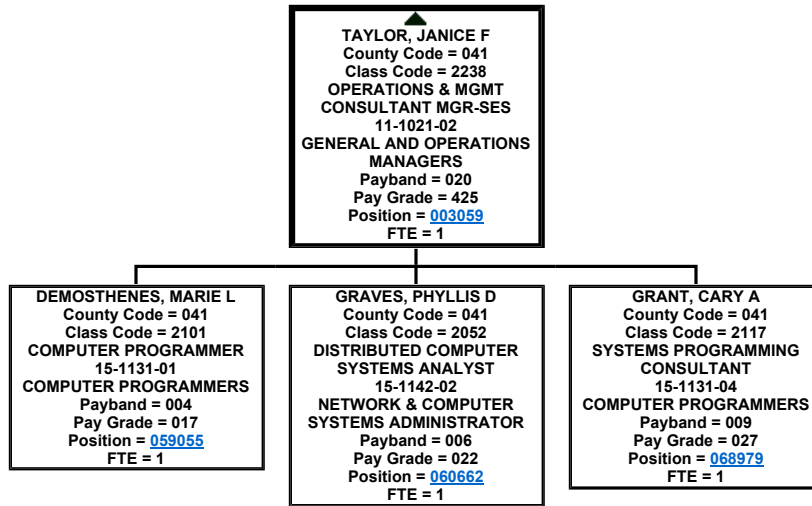 TAYLOR, JANICE F
County Code = 041
Class Code = 2238
OPERATIONS & MGMT
CONSULTANT MGR-SES
11-1021-02
GENERAL AND OPERATIONS
MANAGERS
Payband = 020
Pay Grade = 425
Position = 003059
FTE = 1
DEMOSTHENES, MARIE L
County Code = 041
Class Code = 2101
COMPUTER PROGRAMMER
15-1131-01
COMPUTER PROGRAMMERS
Payband = 004
Pay Grade = 017
Position = 059055
FTE = 1
GRAVES, PHYLLIS D
County Code = 041
Class Code = 2052
DISTRIBUTED COMPUTER
SYSTEMS ANALYST
15-1142-02
NETWORK & COMPUTER
SYSTEMS ADMINISTRATOR
Payband = 006
Pay Grade = 022
Position = 060662
FTE = 1
GRANT, CARY A
County Code = 041
Class Code = 2117
SYSTEMS PROGRAMMING
CONSULTANT
15-1131-04
COMPUTER PROGRAMMERS
Payband = 009
Pay Grade = 027
Position = 068979
FTE = 1